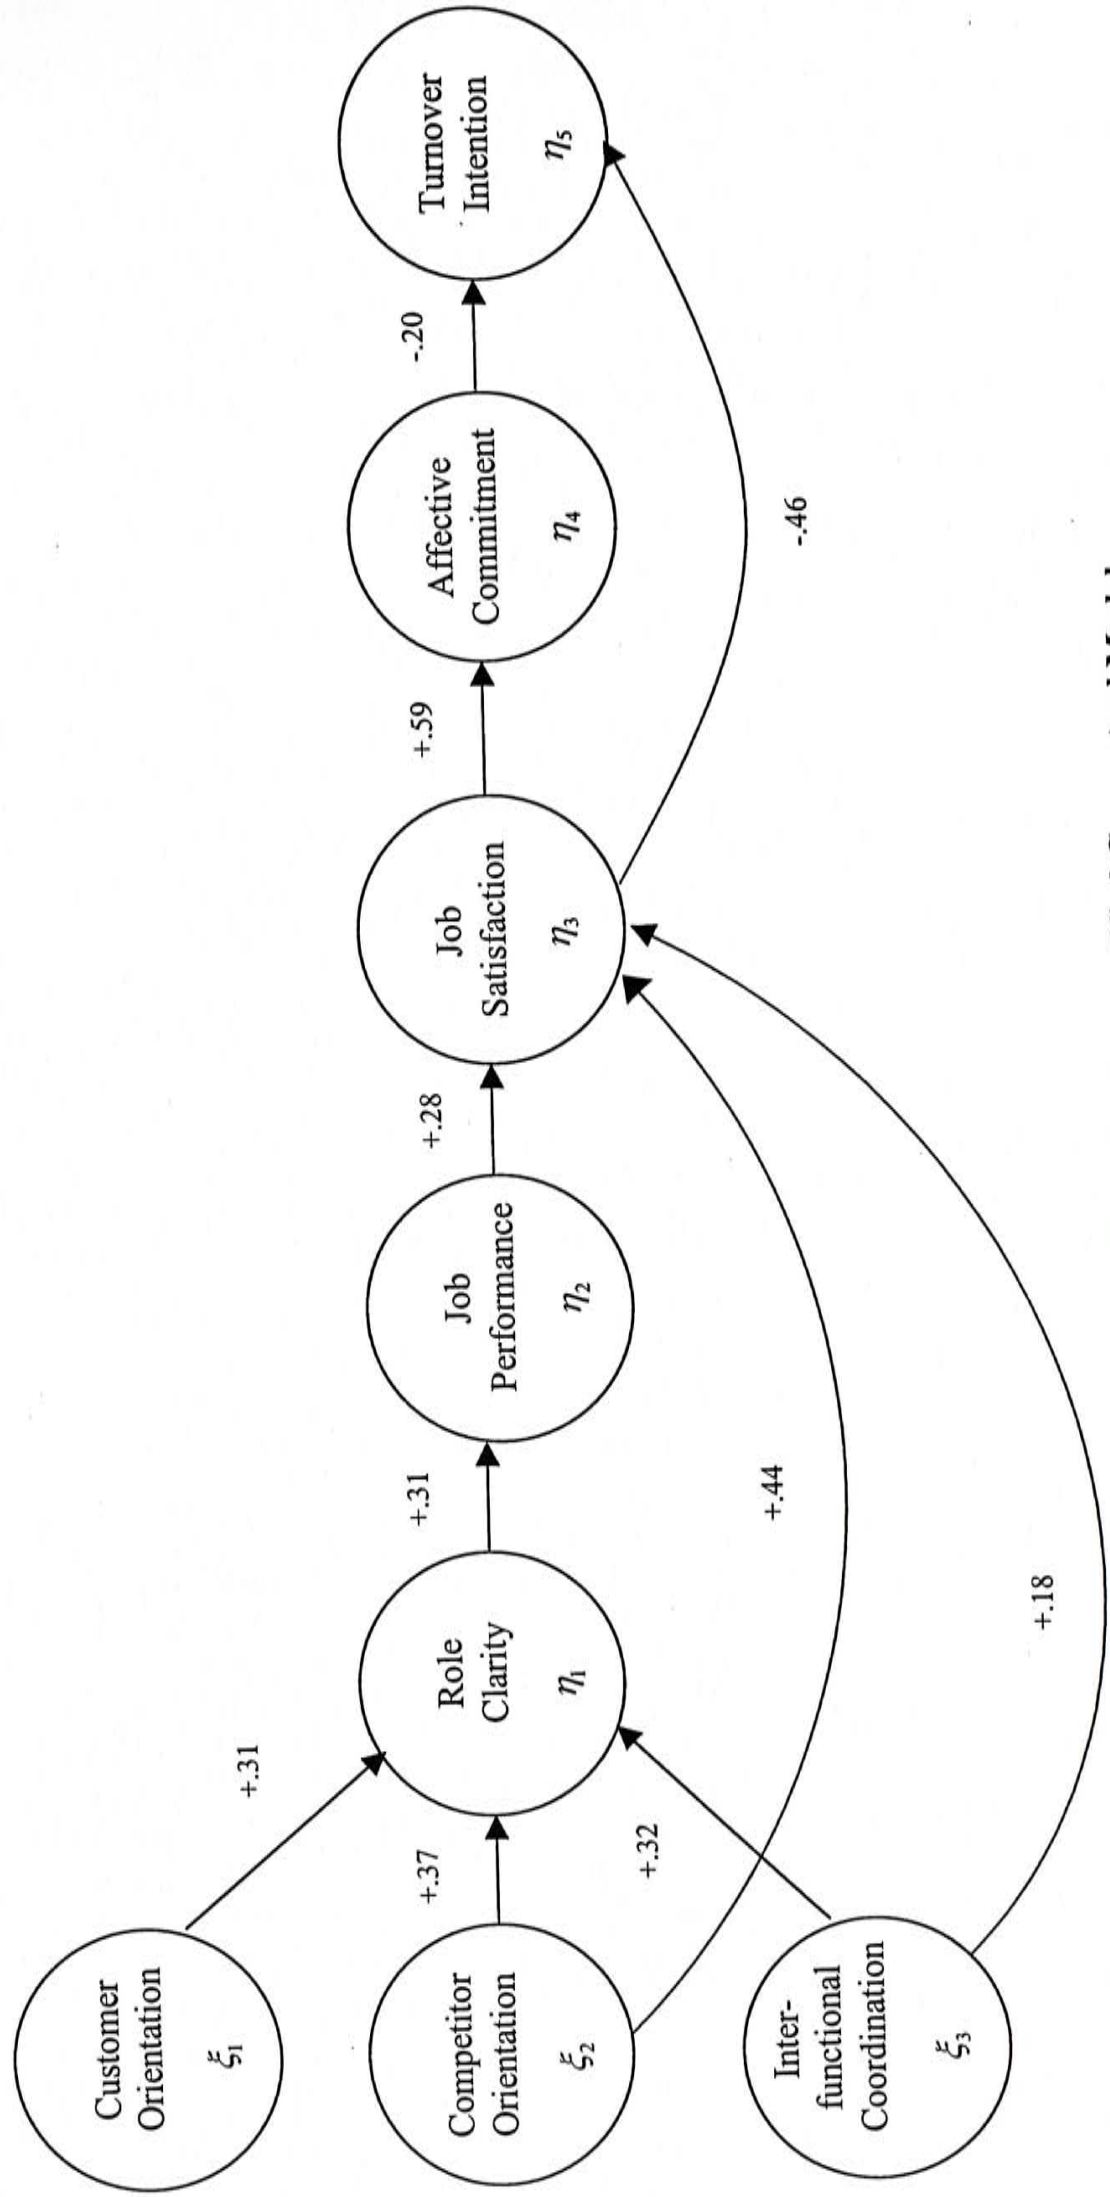 Customer
Orientation
ξ1
Competitor
Orientation
ξ2
Inter-
functional
Coordination
ξ3
+.31
+.37
+.32
Role
Clarity
η1
+.31
Job
Performance
η2
+.28
Job
Satisfaction
η3
+.59
Affective
Commitment
η4
-.20
Turnover
Intention
η5
+.44
+.18
-.46